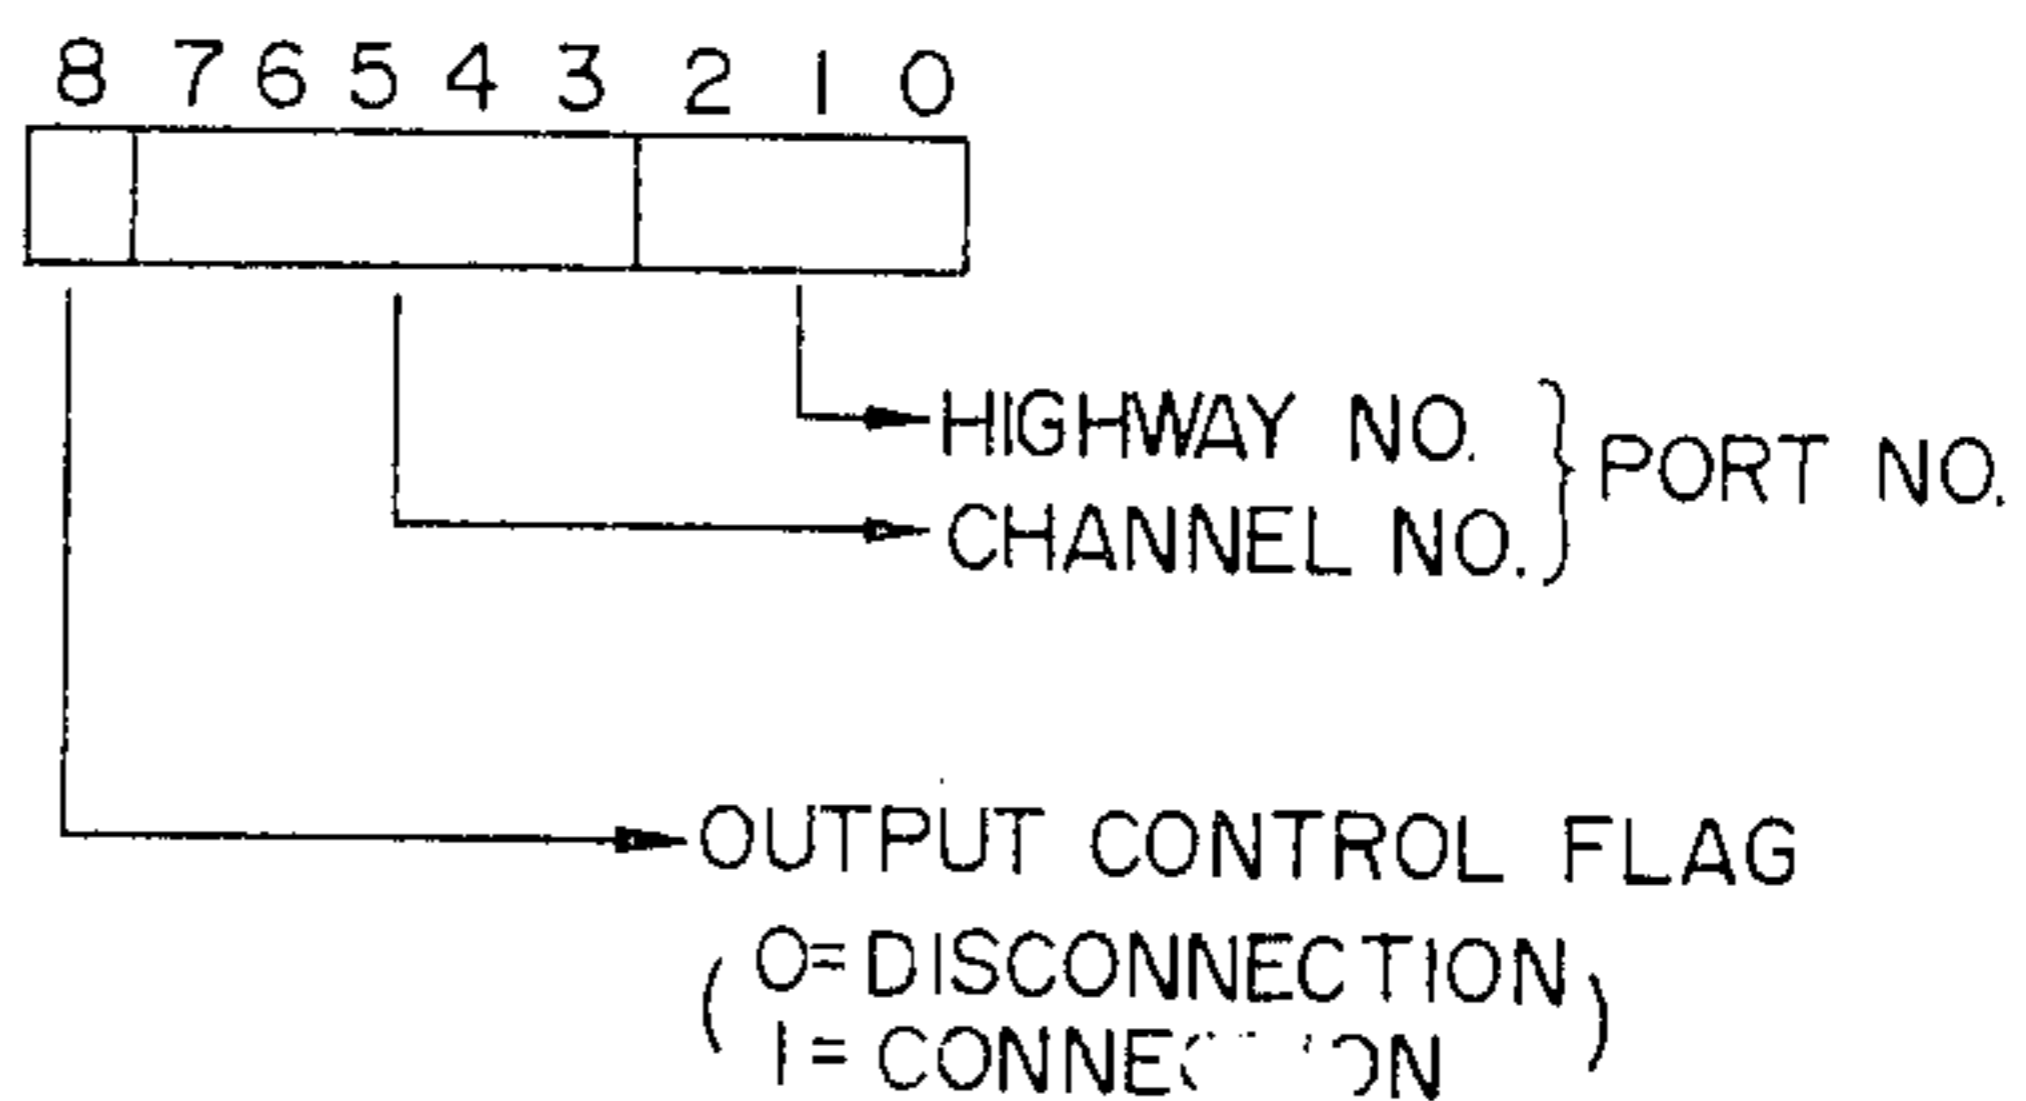 8 7 6 5 4 3 2 1 0
HIGHWAY NO.
CHANNEL NO.
} PORT NO.
OUTPUT CONTROL FLAG
( 0= DISCONNECTION )
1 =